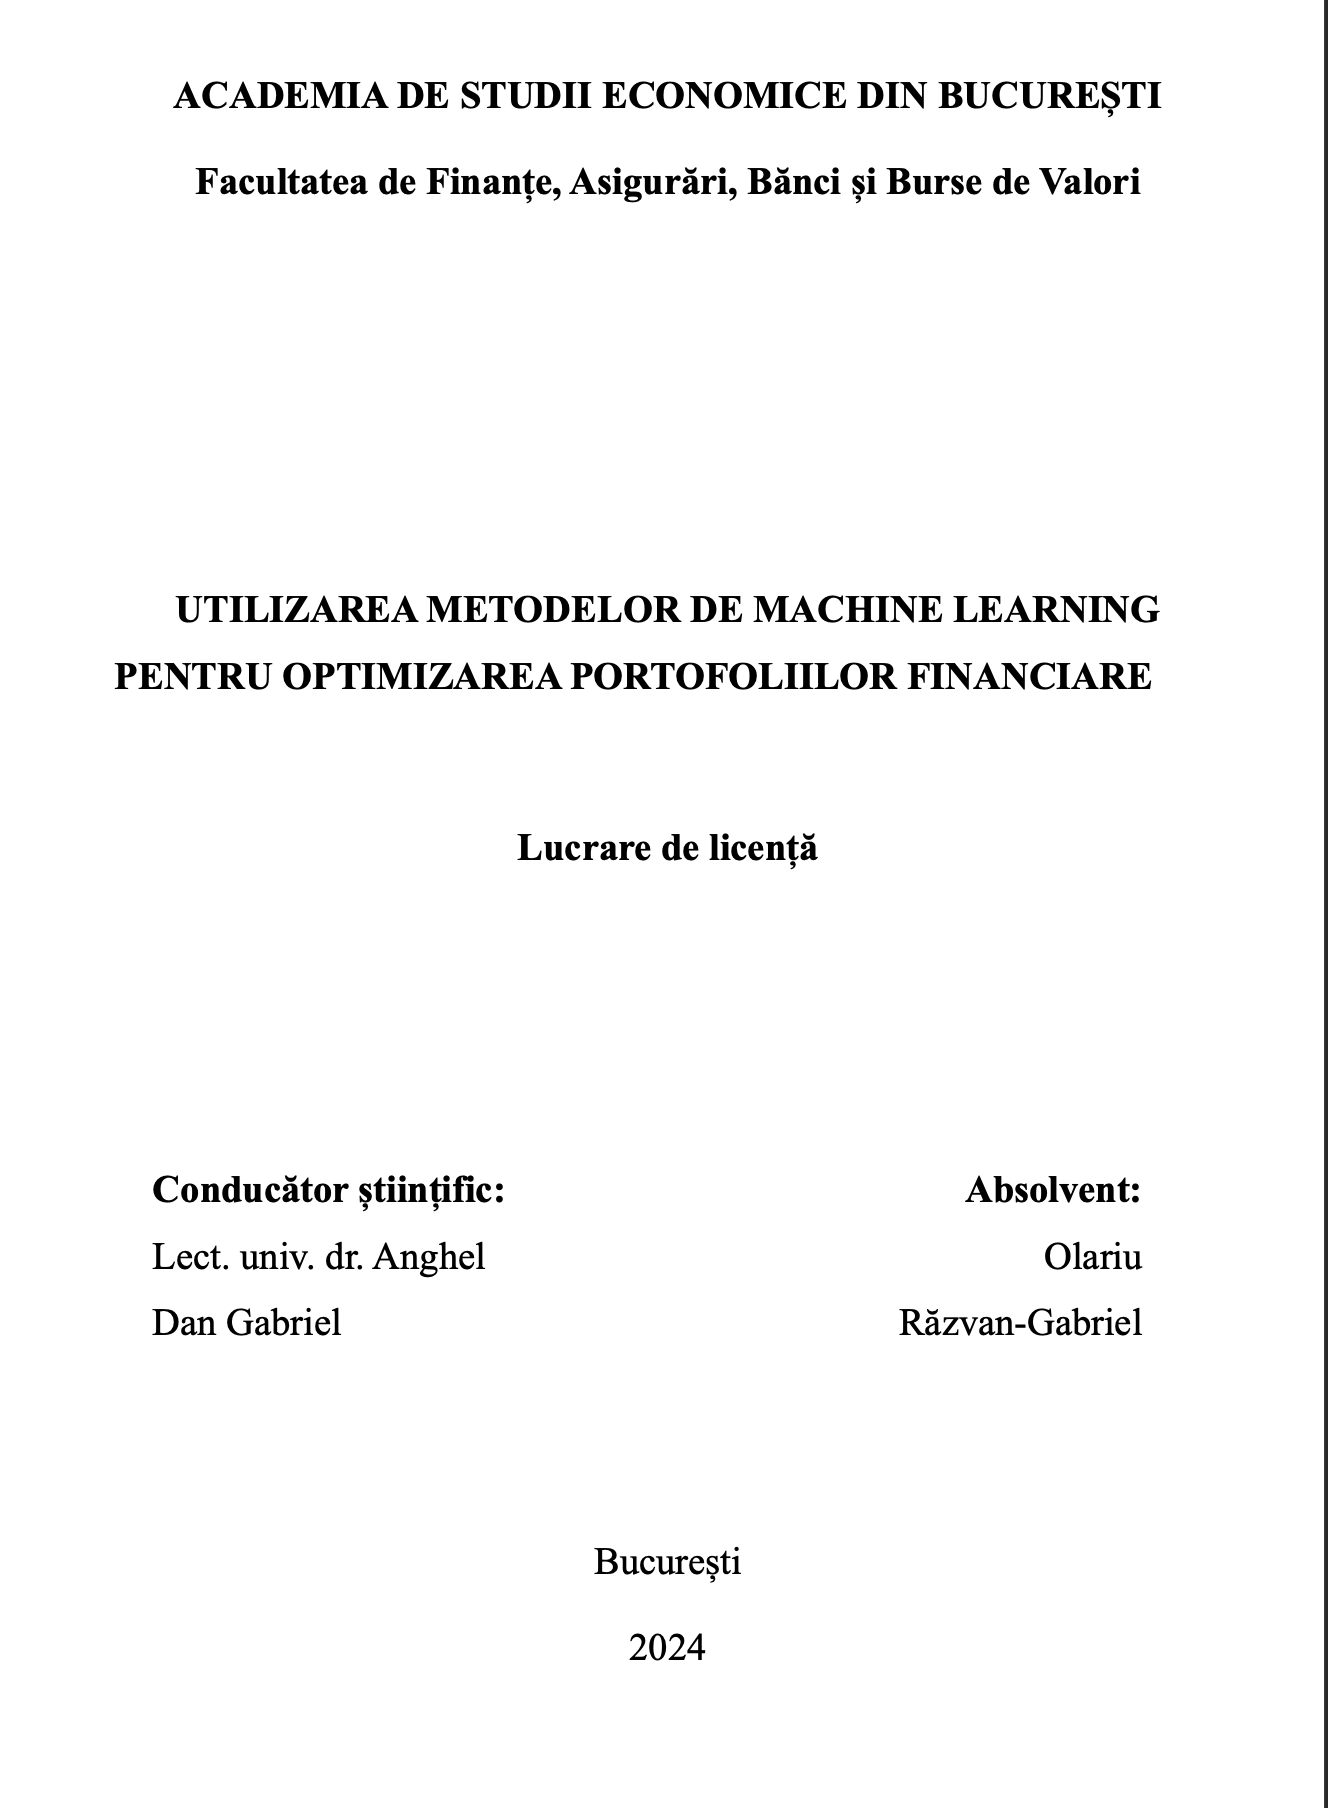 ACADEMIA DE STUDII ECONOMICE DIN BUCUREȘTI
Facultatea de Finanțe, Asigurări, Bănci și Burse de Valori
UTILIZAREA METODELOR DE MACHINE LEARNING
PENTRU OPTIMIZAREA PORTOFOLIILOR FINANCIARE
Lucrare de licență
Conducător științific:
Lect. univ. dr. Anghel
Dan Gabriel
Absolvent:
Olariu
Răzvan-Gabriel
București
2024